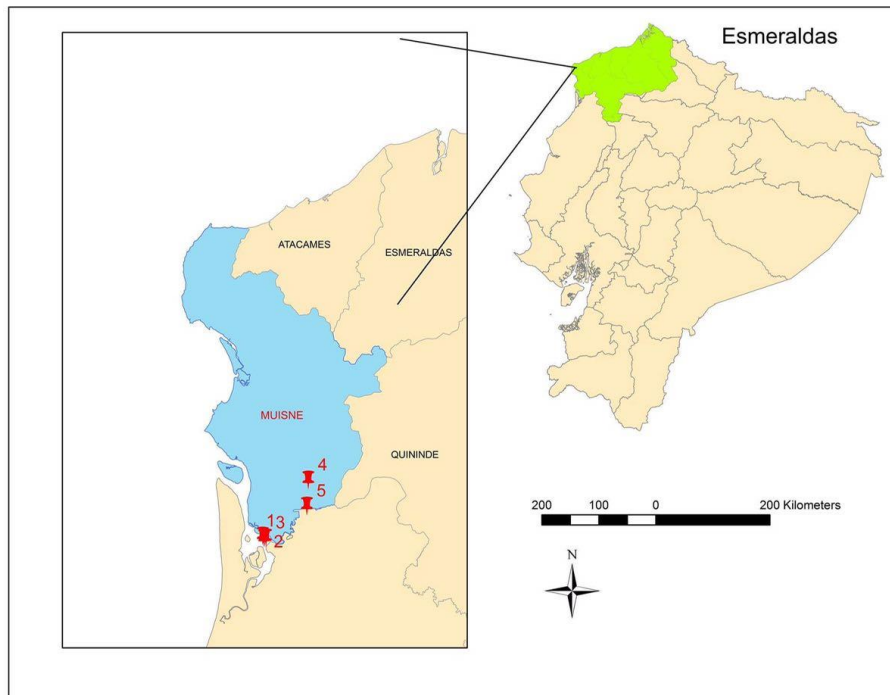 Esmeraldas
ATACAMES
ESMERALDAS
MUISNE
QUININDE
4
5
13
2
200 100 0 200 Kilometers
N